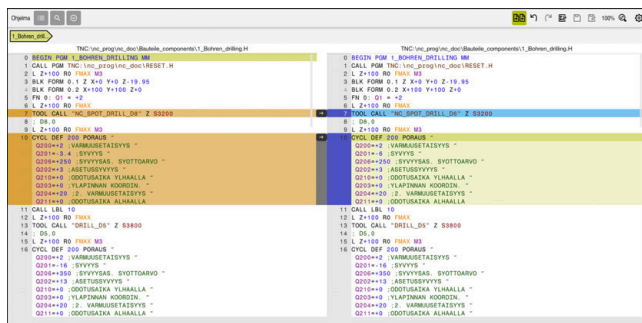 Ohjelma
100%
1_Bohren_drill...
TNC:\nc_prog\nc_doc\Bauteile_components\1_Bohren_drilling.H
0 BEGIN PGM 1_BOHREN_DRILLING MM
1 CALL PGM TNC:\nc_prog\nc_doc\RESET.H
2 L Z+100 R0 FMAX M3
3 BLK FORM 0.1 Z X+0 Y+0 Z-19.95
4 BLK FORM 0.2 X+100 Y+100 Z+0
5 FN 0: Q1 = +2
6 L Z+100 R0 FMAX
7 TOOL CALL "NC_SPOT_DRILL_D8" Z S3200
8 ; D8,0
9 L Z+100 R0 FMAX M3
10 CYCL DEF 200 PORAUS ~
Q200=+2 ;VARMUUSETAISYYS ~
Q201=-3.4 ;SYVYYS ~
Q206=+250 ;SYVYYSAS. SYOTTOARVO ~
Q202=+3 ;ASETUSSYVYYS ~
Q210=+0 ;ODOTUSAIKA YLHAALLA ~
Q203=+0 ;YLAPINNAN KOORDIN. ~
Q204=+20 ;2. VARMUUSETAISYYS ~
Q211=+0 ;ODOTUSAIKA ALHAALLA
11 CALL LBL 10
12 L Z+100 R0 FMAX
13 TOOL CALL "DRILL_D5" Z S3800
14 ; D5,0
15 L Z+100 R0 FMAX M3
16 CYCL DEF 200 PORAUS ~
Q200=+2 ;VARMUUSETAISYYS ~
Q201=-16 ;SYVYYS ~
Q206=+350 ;SYVYYSAS. SYOTTOARVO ~
Q202=+13 ;ASETUSSYVYYS ~
Q210=+0 ;ODOTUSAIKA YLHAALLA ~
Q203=+0 ;YLAPINNAN KOORDIN. ~
Q204=+20 ;2. VARMUUSETAISYYS ~
Q211=+0 ;ODOTUSAIKA ALHAALLA ~
TNC:\nc_prog\nc_doc\Bauteile_components\1_Bohren_drilling.H
0 BEGIN PGM 1_BOHREN_DRILLING MM
1 CALL PGM TNC:\nc_prog\nc_doc\RESET.H
2 L Z+100 R0 FMAX M3
3 BLK FORM 0.1 Z X+0 Y+0 Z-19.95
4 BLK FORM 0.2 X+100 Y+100 Z+0
5 FN 0: Q1 = +2
6 L Z+100 R0 FMAX
7 TOOL CALL "NC_SPOT_DRILL_D6" Z S3200
8 ; D8,0
9 L Z+100 R0 FMAX M3
10 CYCL DEF 200 PORAUS ~
Q200=+2 ;VARMUUSETAISYYS ~
Q201=-6 ;SYVYYS ~
Q206=+250 ;SYVYYSAS. SYOTTOARVO ~
Q202=+3 ;ASETUSSYVYYS ~
Q210=+0 ;ODOTUSAIKA YLHAALLA ~
Q203=+0 ;YLAPINNAN KOORDIN. ~
Q204=+20 ;2. VARMUUSETAISYYS ~
Q211=+0 ;ODOTUSAIKA ALHAALLA
11 CALL LBL 10
12 L Z+100 R0 FMAX
13 TOOL CALL "DRILL_D5" Z S3800
14 ; D5,0
15 L Z+100 R0 FMAX M3
16 CYCL DEF 200 PORAUS ~
Q200=+2 ;VARMUUSETAISYYS ~
Q201=-16 ;SYVYYS ~
Q206=+350 ;SYVYYSAS. SYOTTOARVO ~
Q202=+13 ;ASETUSSYVYYS ~
Q210=+0 ;ODOTUSAIKA YLHAALLA ~
Q203=+0 ;YLAPINNAN KOORDIN. ~
Q204=+20 ;2. VARMUUSETAISYYS ~
Q211=+0 ;ODOTUSAIKA ALHAALLA ~